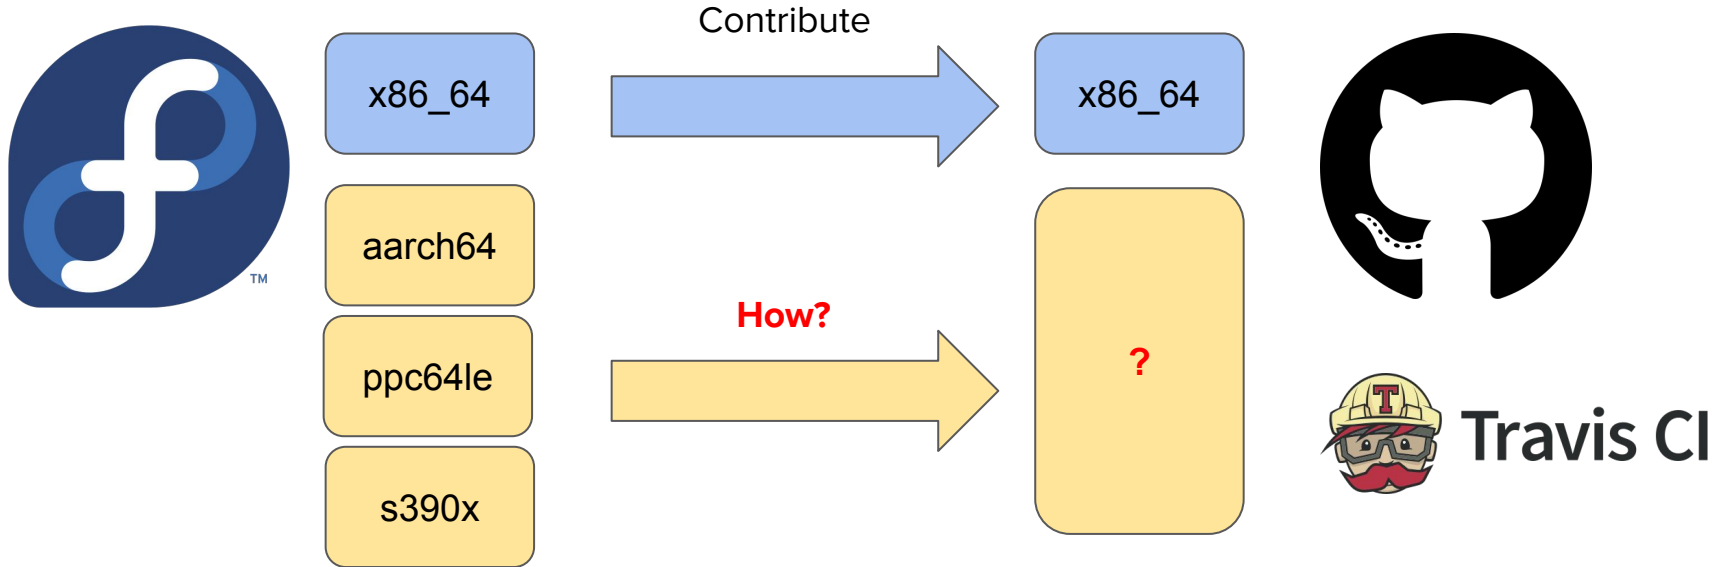 Contribute
x86_64
x86_64
aarch64
ppc64le
s390x
How?
?
TM
T
Travis CI